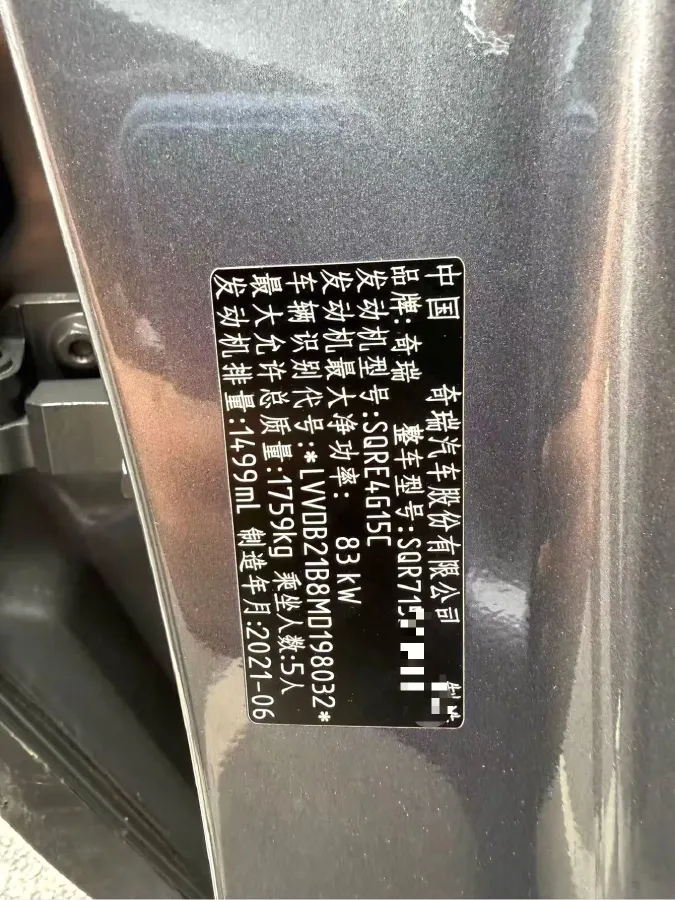 中国 奇瑞汽车股份有限公司
品牌:奇瑞 整车型号:SQR715
发动机型号:SQRE4G15C
发动机最大净功率: 83kW
车辆识别代号:*LVVDB21B8MD198032*
最大允许总质量:1759kg 乘坐人数:5人
发动机排量:1499mL 制造年月:2021-06